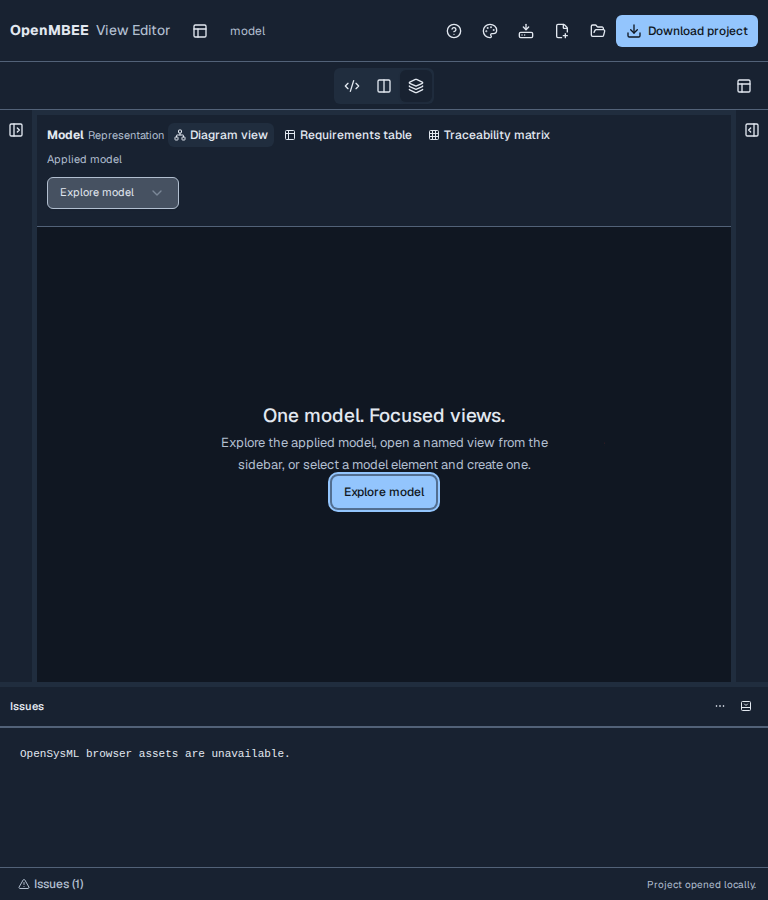 OpenMBEE View Editor model Download project
Model Representation Diagram view Requirements table Traceability matrix
Applied model
Explore model
One model. Focused views.
Explore the applied model, open a named view from the
sidebar, or select a model element and create one.
Explore model
Issues
OpenSysML browser assets are unavailable.
Issues (1) Project opened locally.